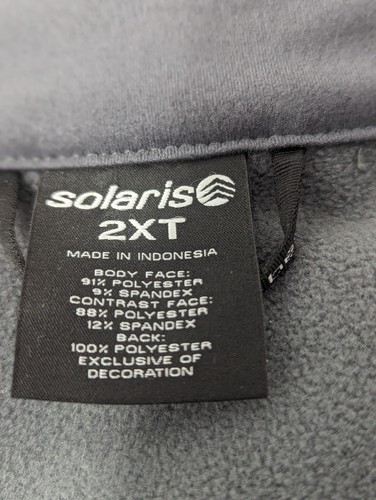 solaris
2XT
MADE IN INDONESIA
BODY FACE:
91% POLYESTER
9% SPANDEX
CONTRAST FACE:
88% POLYESTER
12% SPANDEX
BACK:
100% POLYESTER
EXCLUSIVE OF
DECORATION